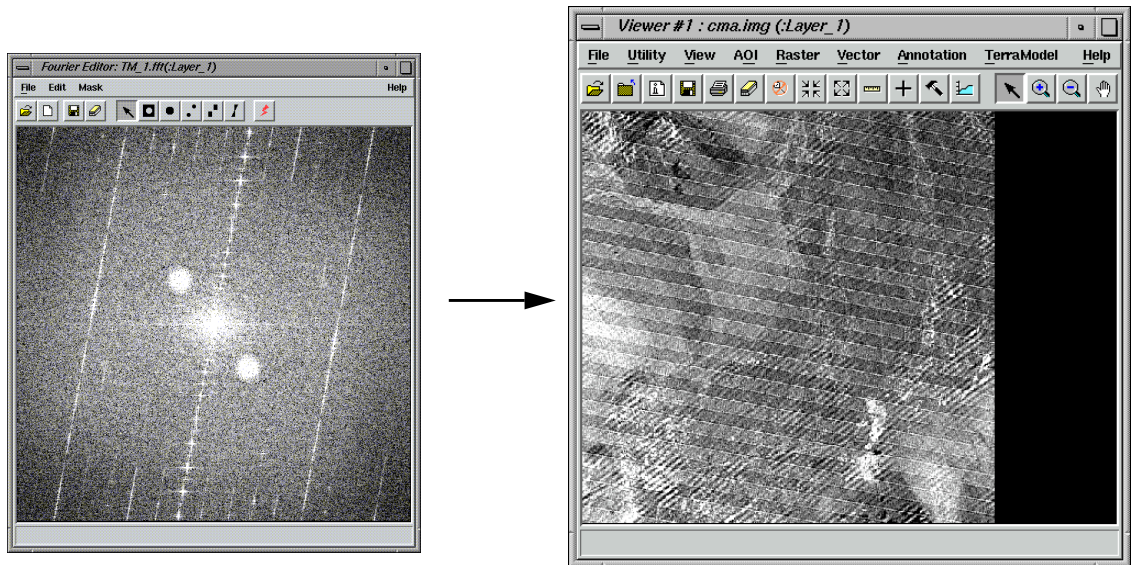 Fourier Editor: TM_1.fft(:Layer_1)
File Edit Mask Help
Viewer #1 : cma.img (:Layer_1)
File Utility View AOI Raster Vector Annotation TerraModel Help